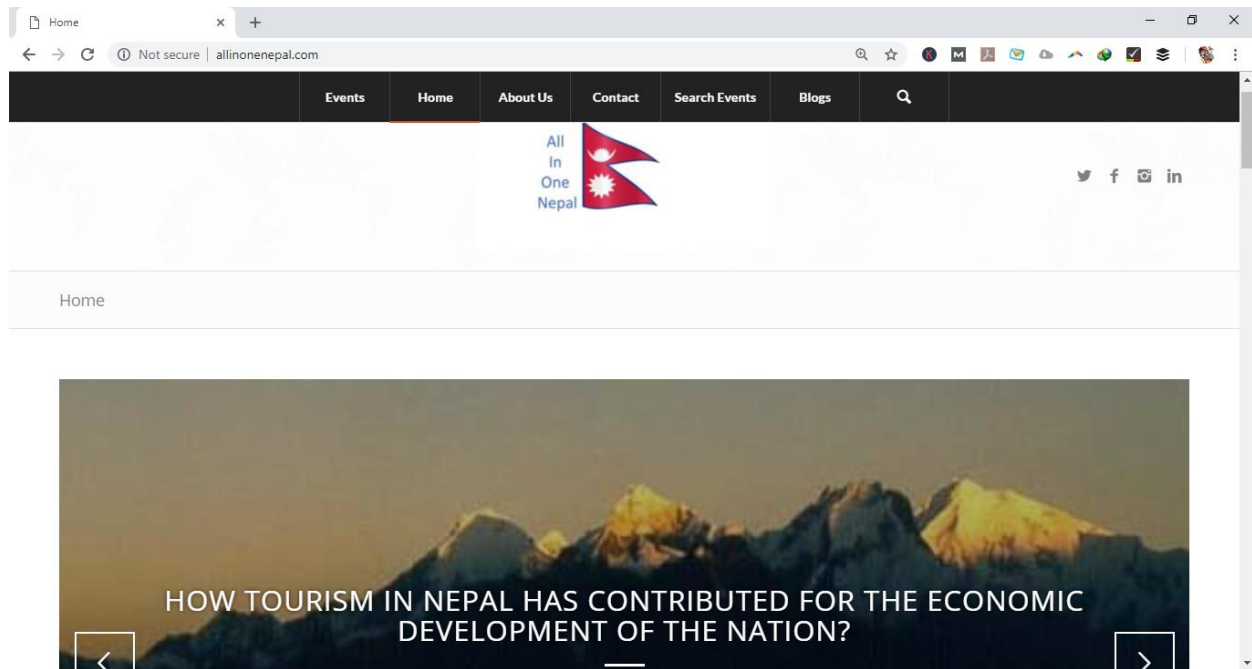 Home
Not secure | allinonenepal.com
Events Home About Us Contact Search Events Blogs
All
In
One
Nepal
Home
HOW TOURISM IN NEPAL HAS CONTRIBUTED FOR THE ECONOMIC
DEVELOPMENT OF THE NATION?